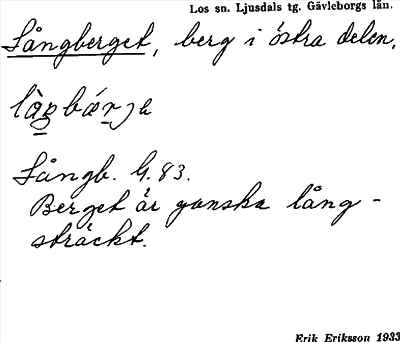 Los sn. Ljusdals tg. Gävleborgs län.
Långberget, berg i östra delen.
Långb. G. 83.
Berget är ganska lång-
sträckt.
Erik Eriksson 1933